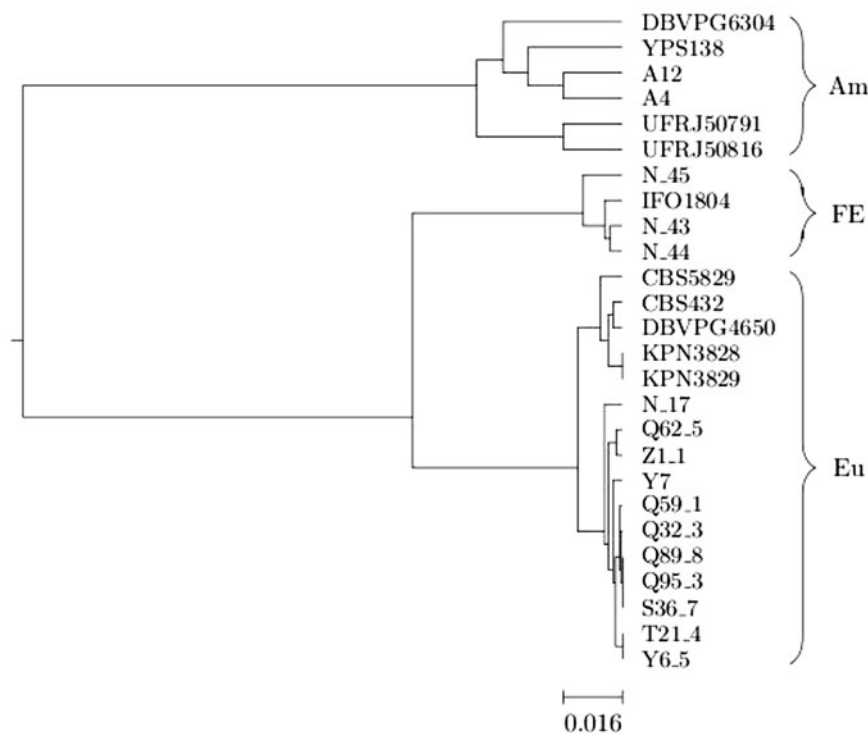 DBVPG6304
YPS138
A12
A4
UFRJ50791
UFRJ50816
Am
N_45
IFO1804
N_43
N_44
FE
CBS5829
CBS432
DBVPG4650
KPN3828
KPN3829
N_17
Q62_5
Z1_1
Y7
Q59_1
Q32_3
Q89_8
Q95_3
S36_7
T21_4
Y6_5
Eu
0.016